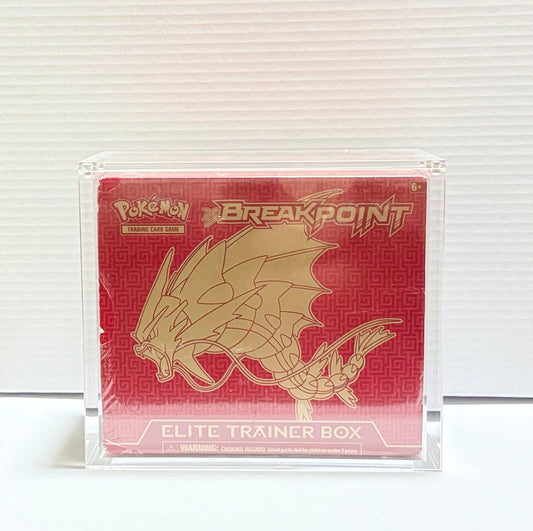 6+
POKéMON
TRADING CARD GAME
XY BREAKPOINT
ELITE TRAINER BOX
WARNING: CHOKING HAZARD. Small parts, Not for children under 3 years.